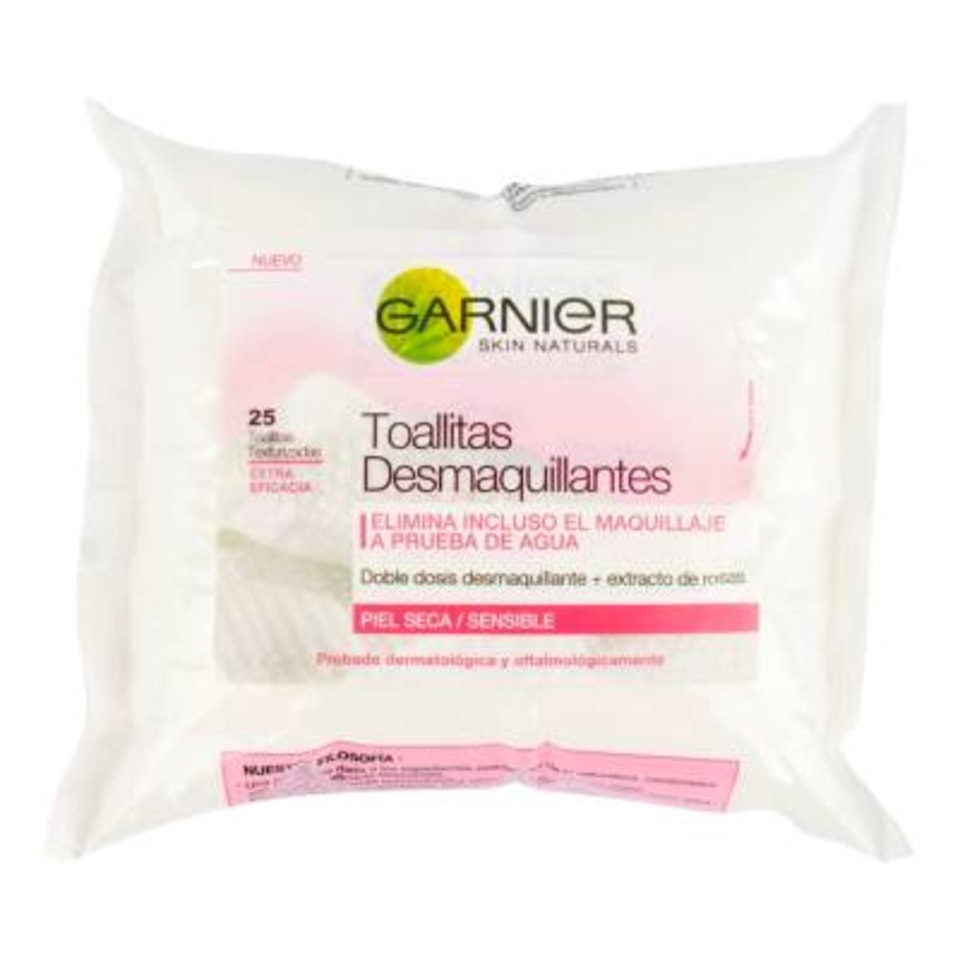 NUEVO
GARNIER
SKIN NATURALS
25
Toallitas
Texturizadas
EXTRA
EFICACIA
Toallitas
Desmaquillantes
ELIMINA INCLUSO EL MAQUILLAJE
A PRUEBA DE AGUA
Doble dosis desmaquillante + extracto de rosas
PIEL SECA / SENSIBLE
Probado dermatológica y oftalmológicamente
FILOSOFÍA